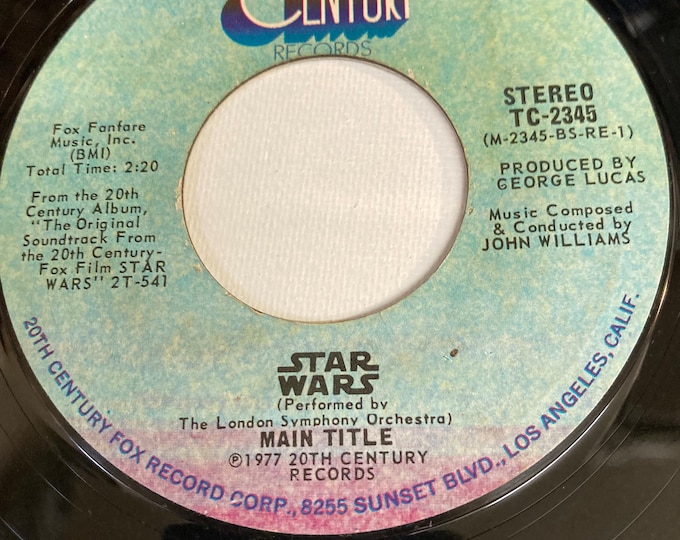 CENTURY
RECORDS
Fox Fanfare
Music, Inc.
(BMI)
Total Time: 2:20
From the 20th
Century Album,
"The Original
Soundtrack From
the 20th Century-
Fox Film STAR
WARS" 2T-541
STEREO
TC-2345
(M-2345-BS-RE-1)
PRODUCED BY
GEORGE LUCAS
Music Composed
& Conducted by
JOHN WILLIAMS
STAR
WARS
(Performed by
The London Symphony Orchestra)
MAIN TITLE
℗1977 20TH CENTURY
RECORDS
20TH CENTURY FOX RECORD CORP., 8255 SUNSET BLVD., LOS ANGELES, CALIF.